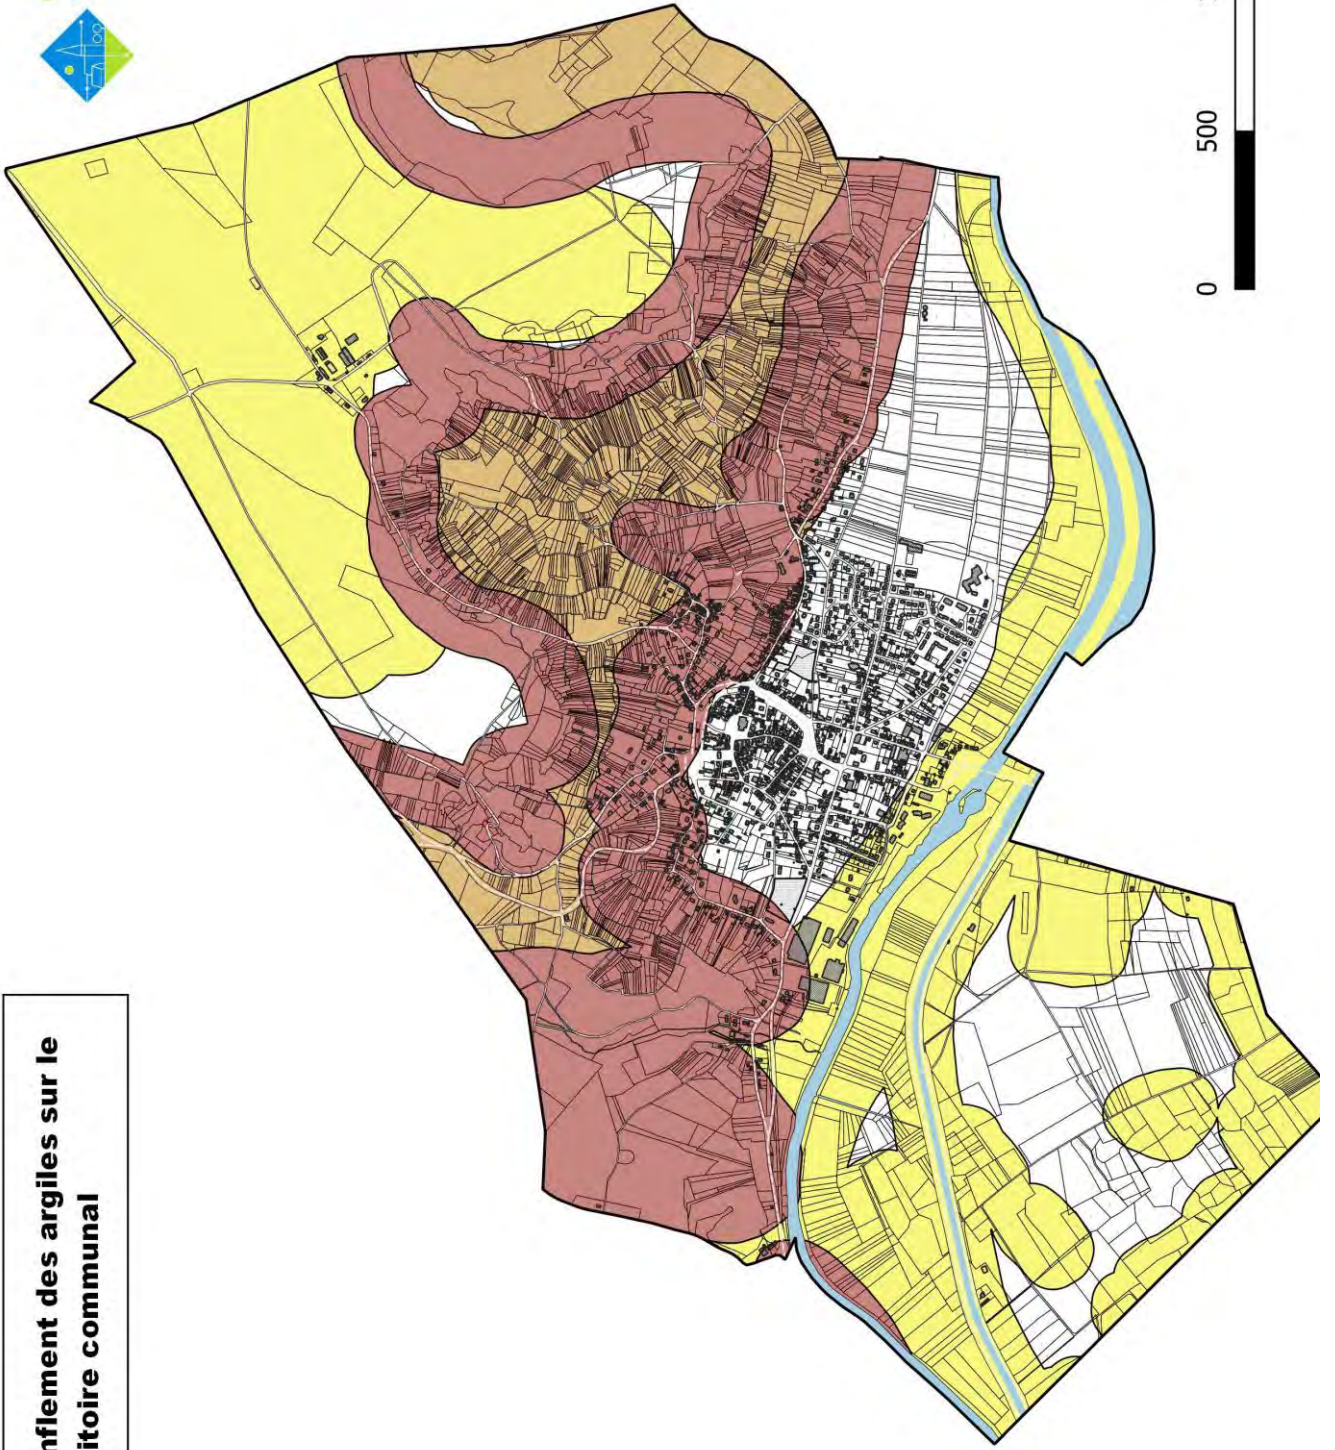 nflement des argiles sur le
itoire communal
0
500